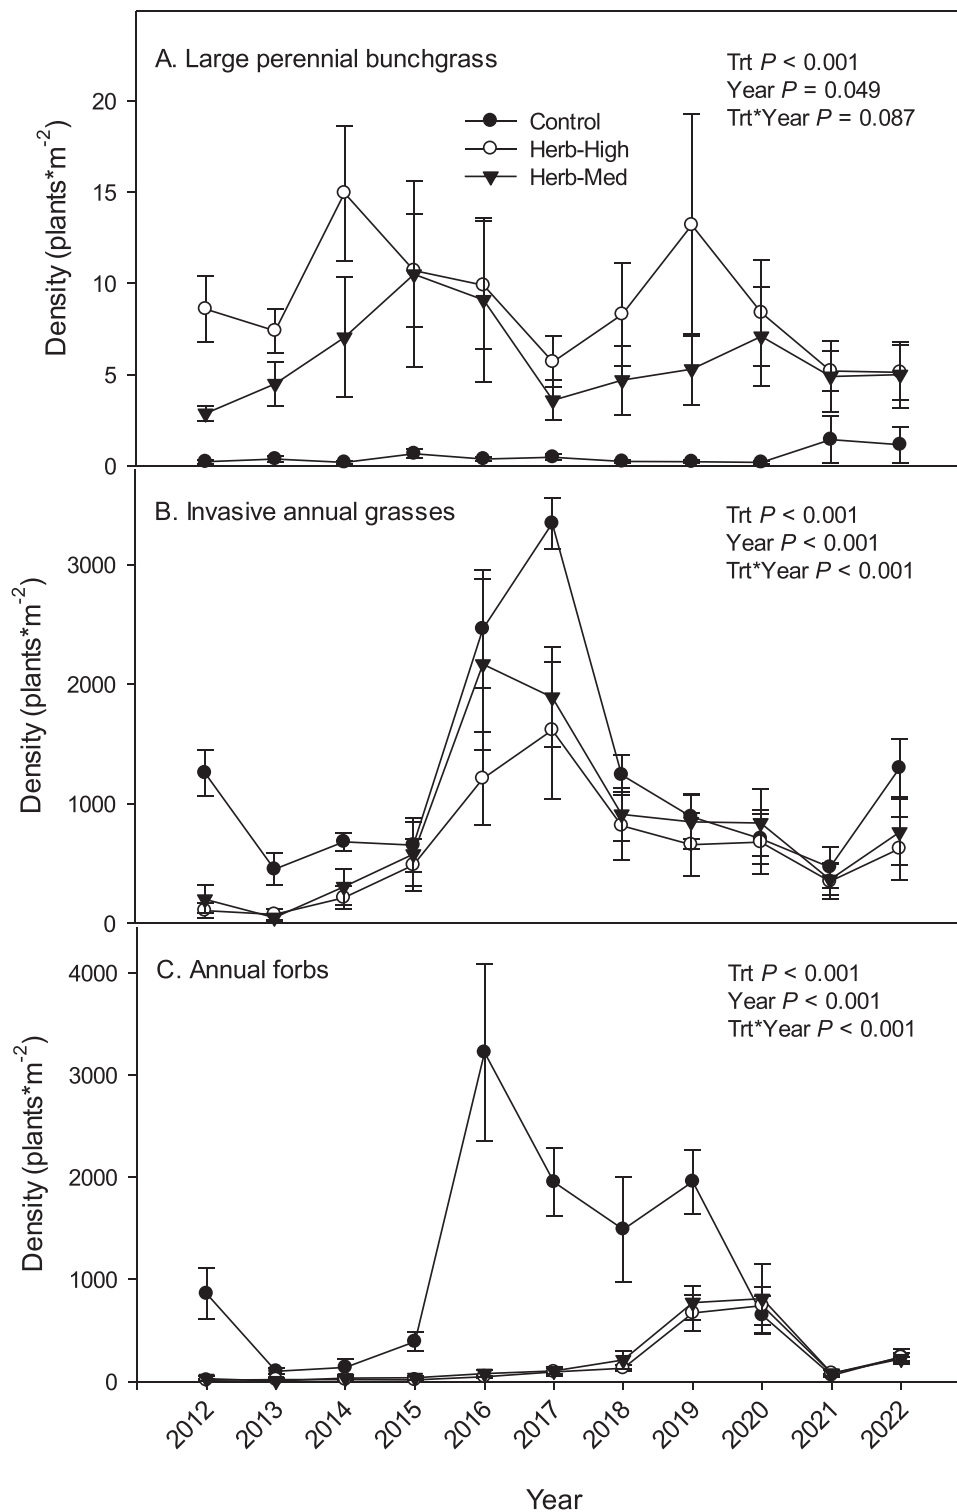 A. Large perennial bunchgrass
Trt P < 0.001
Year P = 0.049
Trt*Year P = 0.087
Control
Herb-High
Herb-Med
Density (plants*m-2)
20
15
10
5
0
B. Invasive annual grasses
Trt P < 0.001
Year P < 0.001
Trt*Year P < 0.001
Density (plants*m-2)
3000
2000
1000
0
C. Annual forbs
Trt P < 0.001
Year P < 0.001
Trt*Year P < 0.001
Density (plants*m-2)
4000
3000
2000
1000
0
2012
2013
2014
2015
2016
2017
2018
2019
2020
2021
2022
Year